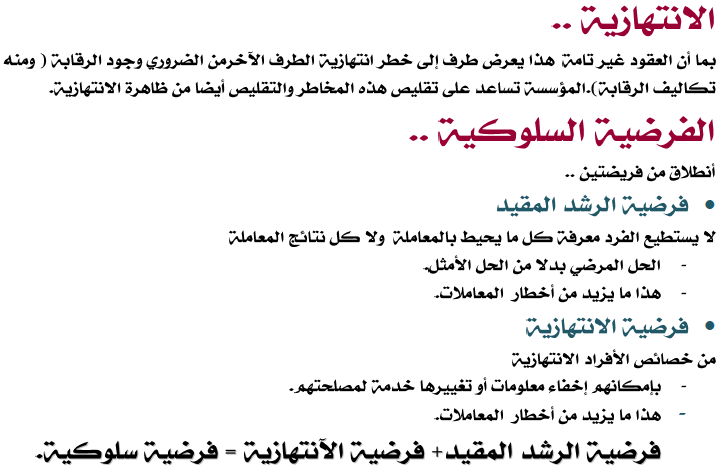 الانتهازية ..
بما أن العقود غير تامة هذا يعرض طرف إلى خطر انتهازية الطرف الآخرمن الضروري وجود الرقابة ( ومنه
تكاليف الرقابة).المؤسسة تساعد على تقليص هذه المخاطر والتقليص أيضا من ظاهرة الانتهازية.
الفرضية السلوكية ..
أنطلاق من فريضتين ..
• فرضية الرشد المقيد
لا يستطيع الفرد معرفة كل ما يحيط بالمعاملة ولا كل نتائج المعاملة
- الحل المرضي بدلا من الحل الأمثل.
- هذا ما يزيد من أخطار المعاملات.
• فرضية الانتهازية
من خصائص الأفراد الانتهازية
- بإمكانهم إخفاء معلومات أو تغييرها خدمة لمصلحتهم.
- هذا ما يزيد من أخطار المعاملات.
فرضية الرشد المقيد+ فرضية الآنتهازية = فرضية سلوكية.